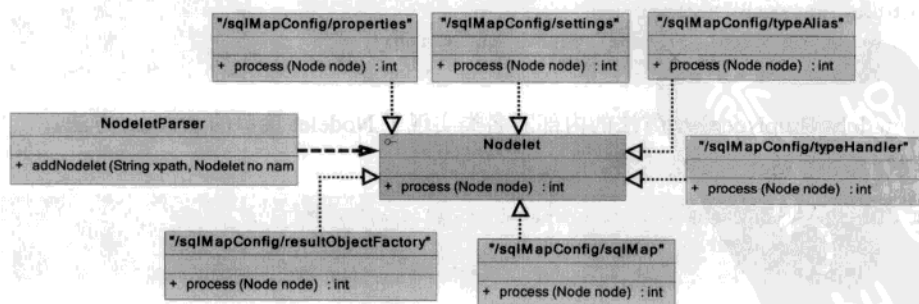 "/sqlMapConfig/properties"
+ process (Node node) : int
"/sqlMapConfig/settings"
+ process (Node node) : int
"/sqlMapConfig/typeAlias"
+ process (Node node) : int
NodeletParser
+ addNodelet (String xpath, Nodelet no nam
Nodelet
+ process (Node node) : int
"/sqlMapConfig/typeHandler"
+ process (Node node) : int
"/sqlMapConfig/resultObjectFactory"
+ process (Node node) : int
"/sqlMapConfig/sqlMap"
+ process (Node node) : int